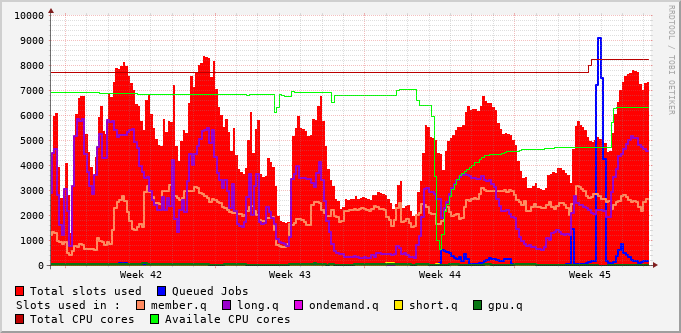 10000
9000
8000
7000
6000
5000
4000
3000
2000
1000
0
Week 42 Week 43 Week 44 Week 45
Total slots used Queued Jobs
Slots used in : member.q long.q ondemand.q short.q gpu.q
Total CPU cores Availale CPU cores
RRDTOOL / TOBI OETIKER